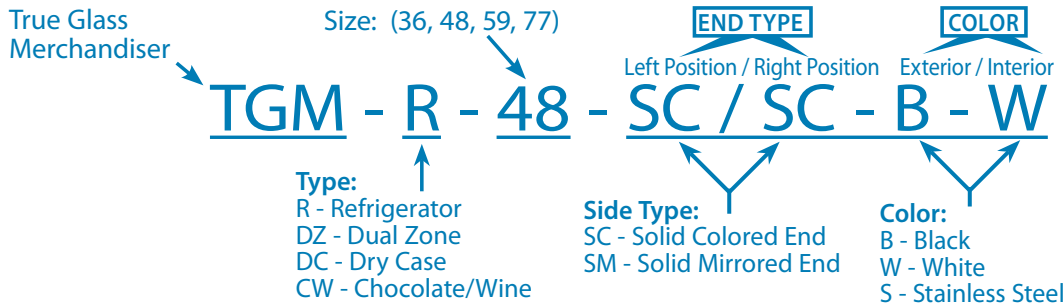 True Glass
Merchandiser
Size: (36, 48, 59, 77)
END TYPE
COLOR
Left Position / Right Position
Exterior / Interior
TGM - R - 48 - SC / SC - B - W
Type:
R - Refrigerator
DZ - Dual Zone
DC - Dry Case
CW - Chocolate/Wine
Side Type:
SC - Solid Colored End
SM - Solid Mirrored End
Color:
B - Black
W - White
S - Stainless Steel